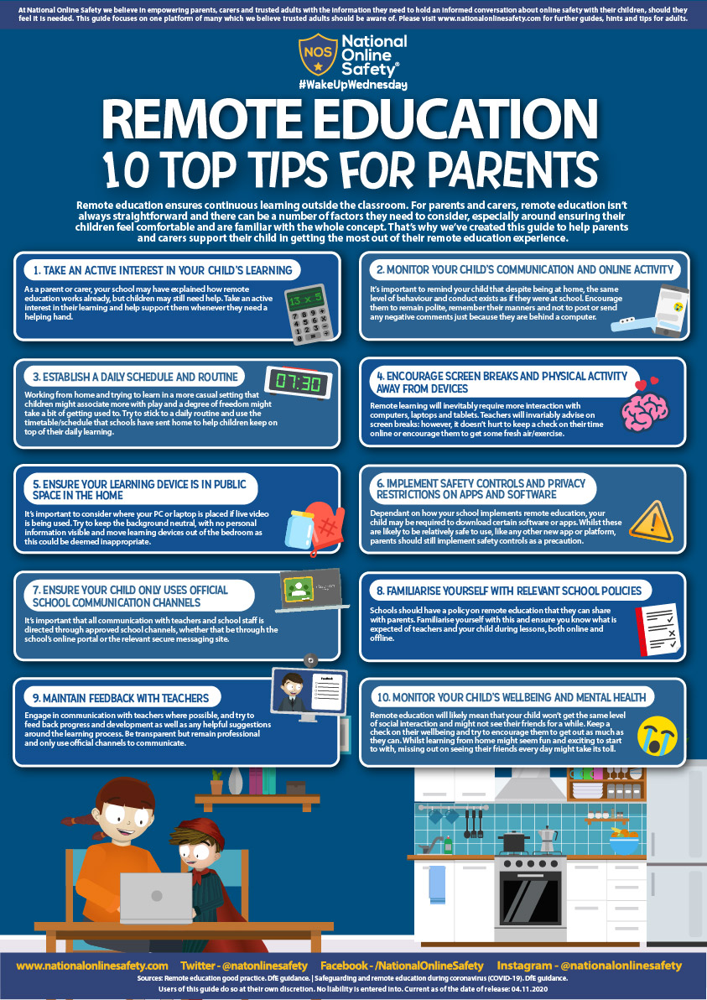 At National Online Safety we believe in empowering parents, carers and trusted adults with the information they need to hold an informed conversation about online safety with their children, should they
feel it is needed. This guide focuses on one platform of many which we believe trusted adults should be aware of. Please visit www.nationalonlinesafety.com for further guides, hints and tips for adults.
NOS
National
Online
Safety®
#WakeUpWednesday
REMOTE EDUCATION
10 TOP TIPS FOR PARENTS
Remote education ensures continuous learning outside the classroom. For parents and carers, remote education isn't
always straightforward and there can be a number of factors they need to consider, especially around ensuring their
children feel comfortable and are familiar with the whole concept. That's why we've created this guide to help parents
and carers support their child in getting the most out of their remote education experience.
1. TAKE AN ACTIVE INTEREST IN YOUR CHILD'S LEARNING
As a parent or carer, your school may have explained how remote
education works already, but children may still need help. Take an active
interest in their learning and help support them whenever they need a
helping hand.
13 x 5
7 8 9 ÷
4 5 6 X
1 2 3 -
0 . = +
2. MONITOR YOUR CHILD'S COMMUNICATION AND ONLINE ACTIVITY
It's important to remind your child that despite being at home, the same
level of behaviour and conduct exists as if they were at school. Encourage
them to remain polite, remember their manners and not to post or send
any negative comments just because they are behind a computer.
3. ESTABLISH A DAILY SCHEDULE AND ROUTINE
07:30
Working from home and trying to learn in a more casual setting that
children might associate more with play and a degree of freedom might
take a bit of getting used to. Try to stick to a daily routine and use the
timetable/schedule that schools have sent home to help children keep on
top of their daily learning.
4. ENCOURAGE SCREEN BREAKS AND PHYSICAL ACTIVITY
AWAY FROM DEVICES
Remote learning will inevitably require more interaction with
computers, laptops and tablets. Teachers will invariably advise on
screen breaks: however, it doesn't hurt to keep a check on their time
online or encourage them to get some fresh air/exercise.
5. ENSURE YOUR LEARNING DEVICE IS IN PUBLIC
SPACE IN THE HOME
It's important to consider where your PC or laptop is placed if live video
is being used. Try to keep the background neutral, with no personal
information visible and move learning devices out of the bedroom as
this could be deemed inappropriate.
6. IMPLEMENT SAFETY CONTROLS AND PRIVACY
RESTRICTIONS ON APPS AND SOFTWARE
Dependant on how your school implements remote education, your
child may be required to download certain software or apps. Whilst these
are likely to be relatively safe to use, like any other new app or platform,
parents should still implement safety controls as a precaution.
7. ENSURE YOUR CHILD ONLY USES OFFICIAL
SCHOOL COMMUNICATION CHANNELS
It's important that all communication with teachers and school staff is
directed through approved school channels, whether that be through the
school's online portal or the relevant secure messaging site.
8. FAMILIARISE YOURSELF WITH RELEVANT SCHOOL POLICIES
Schools should have a policy on remote education that they can share
with parents. Familiarise yourself with this and ensure you know what is
expected of teachers and your child during lessons, both online and
offline.
9. MAINTAIN FEEDBACK WITH TEACHERS
Feedback
Engage in communication with teachers where possible, and try to
feed back progress and development as well as any helpful suggestions
around the learning process. Be transparent but remain professional
and only use official channels to communicate.
10. MONITOR YOUR CHILD'S WELLBEING AND MENTAL HEALTH
Remote education will likely mean that your child won't get the same level
of social interaction and might not see their friends for a while. Keep a
check on their wellbeing and try to encourage them to get out as much as
they can. Whilst learning from home might seem fun and exciting to start
to with, missing out on seeing their friends every day might take its toll.
www.nationalonlinesafety.com Twitter - @natonlinesafety Facebook - /NationalOnlineSafety Instagram - @nationalonlinesafety
Sources: Remote education good practice. DfE guidance. | Safeguarding and remote education during coronavirus (COVID-19). DfE guidance.
Users of this guide do so at their own discretion. No liability is entered into. Current as of the date of release: 04.11.2020